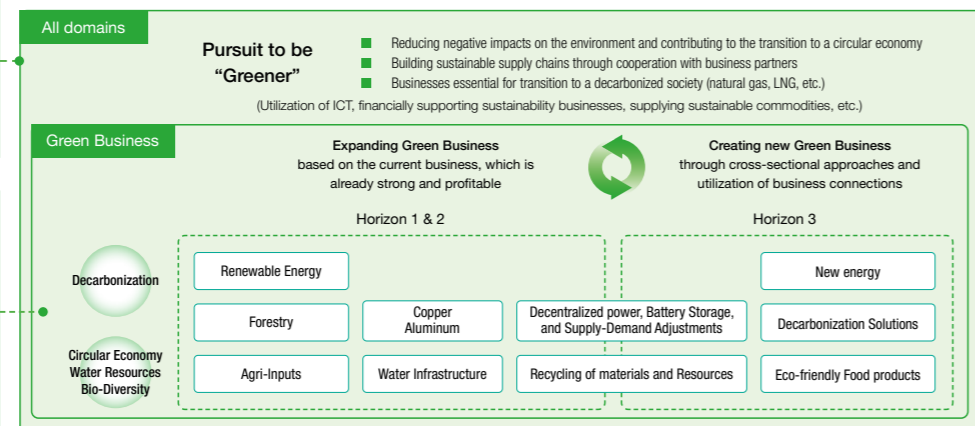 All domains
Pursuit to be
“Greener”
Reducing negative impacts on the environment and contributing to the transition to a circular economy
Building sustainable supply chains through cooperation with business partners
Businesses essential for transition to a decarbonized society (natural gas, LNG, etc.)
(Utilization of ICT, financially supporting sustainability businesses, supplying sustainable commodities, etc.)
Green Business
Expanding Green Business
based on the current business, which is
already strong and profitable
Creating new Green Business
through cross-sectional approaches and
utilization of business connections
Horizon 1 & 2
Horizon 3
Decarbonization
Renewable Energy
New energy
Forestry
Copper
Aluminum
Decentralized power, Battery Storage,
and Supply-Demand Adjustments
Decarbonization Solutions
Circular Economy
Water Resources
Bio-Diversity
Agri-Inputs
Water Infrastructure
Recycling of materials and Resources
Eco-friendly Food products